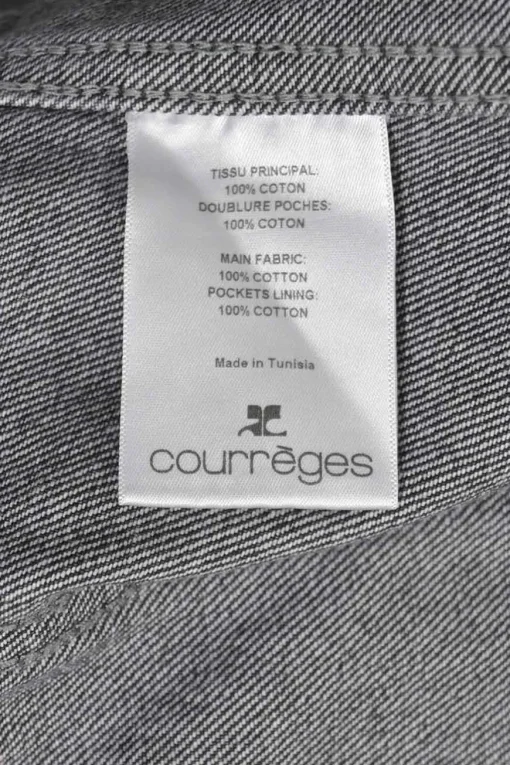 TISSU PRINCIPAL:
100% COTON
DOUBLURE POCHES:
100% COTON
MAIN FABRIC:
100% COTTON
POCKETS LINING:
100% COTTON
Made in Tunisia
AC
courrèges